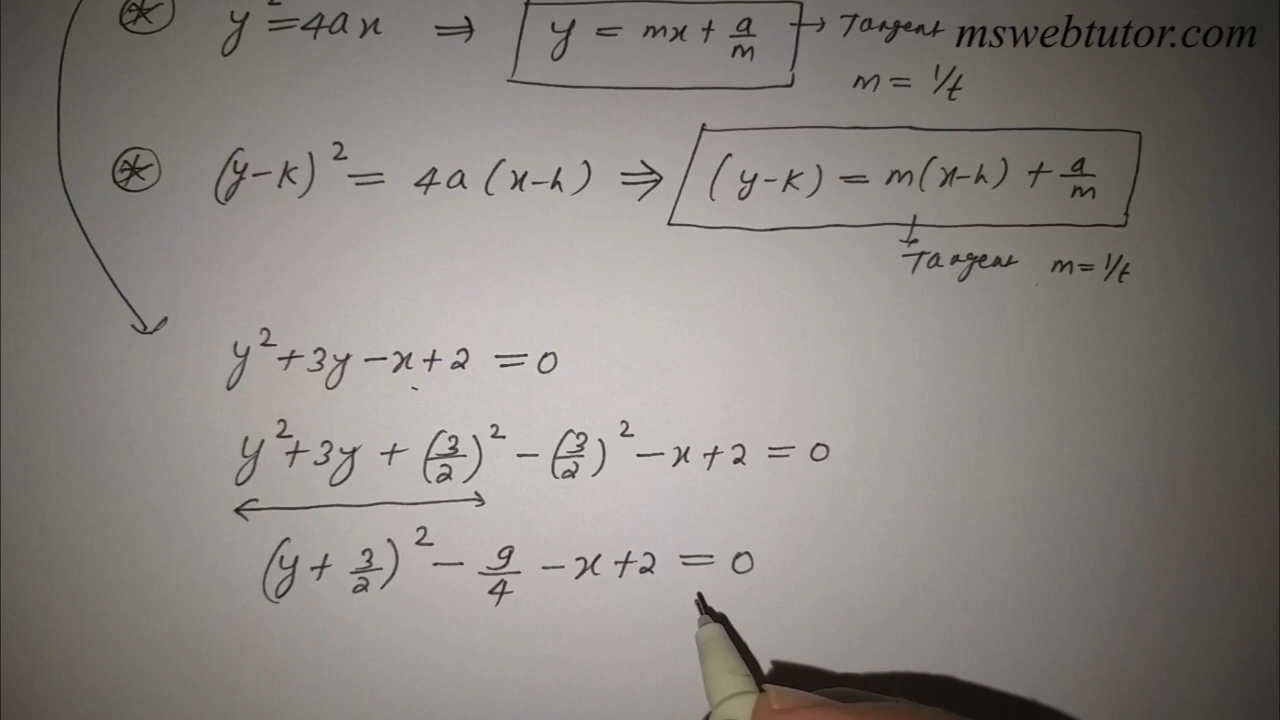 ⊛ y² = 4ax ⇒ y = mx + a/m → Tangent
mswebtutor.com
m = 1/t
⊛ (y-k)² = 4a(x-h) ⇒ (y-k) = m(x-h) + a/m
Tangent m = 1/t
y² + 3y - x + 2 = 0
y² + 3y + (3/2)² - (3/2)² - x + 2 = 0
(y + 3/2)² - 9/4 - x + 2 = 0